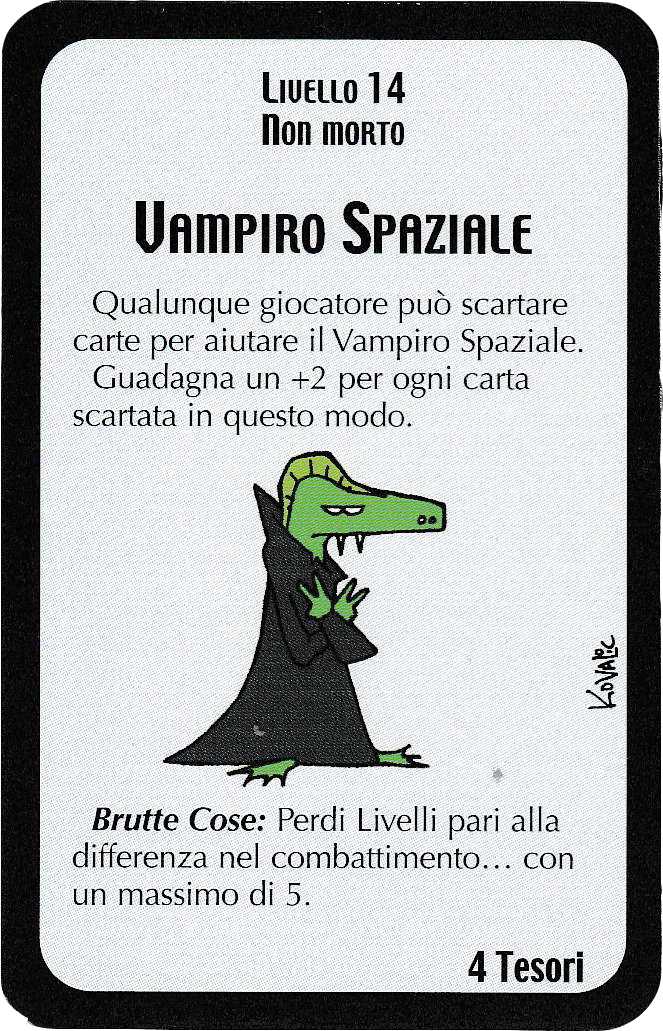 Livello 14
Non morto
Vampiro Spaziale
Qualunque giocatore può scartare
carte per aiutare il Vampiro Spaziale.
Guadagna un +2 per ogni carta
scartata in questo modo.
Kovalic
Brutte Cose: Perdi Livelli pari alla
differenza nel combattimento... con
un massimo di 5.
4 Tesori